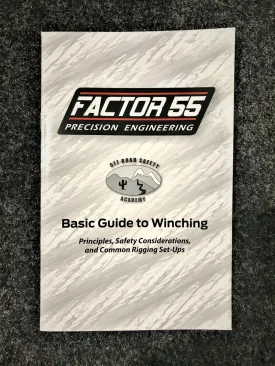 FACTOR 55
PRECISION ENGINEERING
OFF-ROAD SAFETY
ACADEMY
Basic Guide to Winching
Principles, Safety Considerations,
and Common Rigging Set-Ups